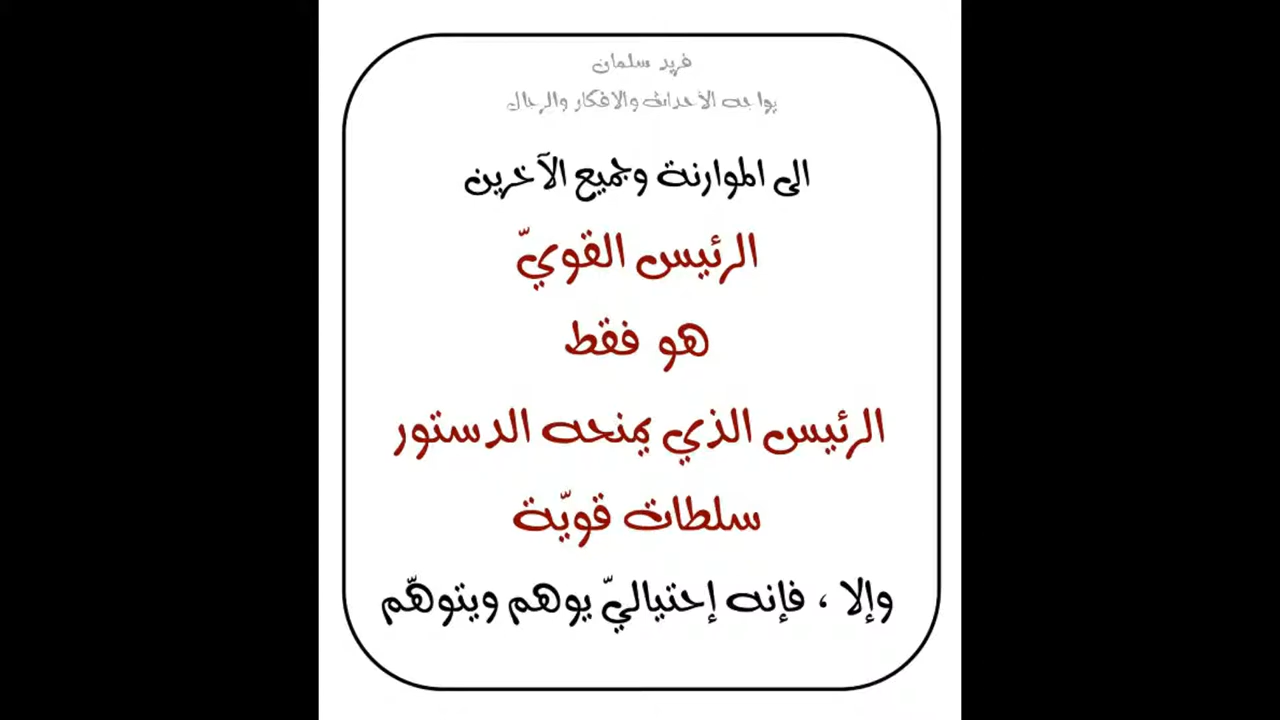 فريد سلمان
يواجه الأحداث والافكار والرجال
الى الموارنة وجميع الآخرين
الرئيس القويّ
هو فقط
الرئيس الذي يمنحه الدستور
سلطات قويّة
وإلا ، فإنه إحتياليّ يوهم ويتوهّم